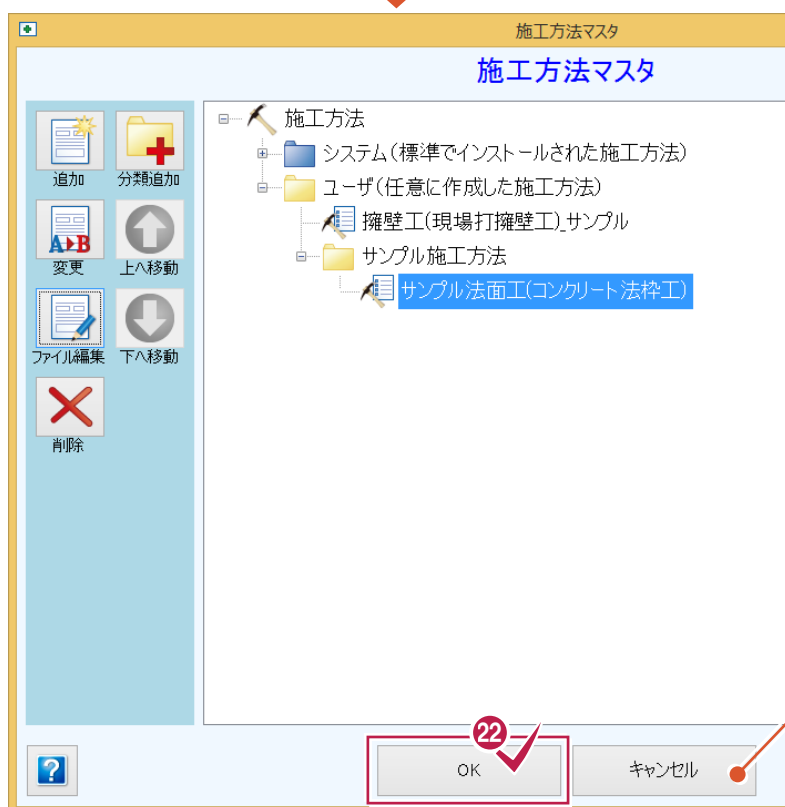 施工方法マスタ
施工方法マスタ
追加
分類追加
A▶B
変更
上へ移動
ファイル編集
下へ移動
削除
施工方法
システム(標準でインストールされた施工方法)
ユーザ(任意に作成した施工方法)
擁壁工(現場打擁壁工)_サンプル
サンプル施工方法
サンプル法面工(コンクリート法枠工)
?
22
OK
キャンセル